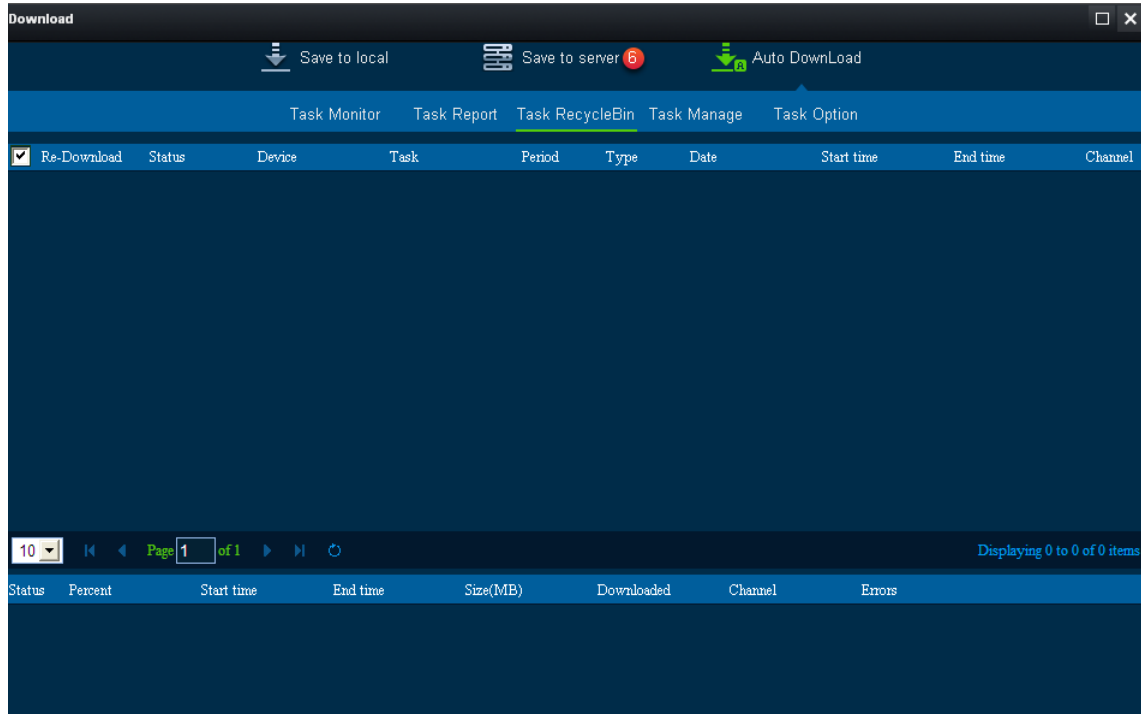 Download
Save to local Save to server 6 Auto DownLoad
Task Monitor Task Report Task RecycleBin Task Manage Task Option
Re-Download Status Device Task Period Type Date Start time End time Channel
10 Page 1 of 1 Displaying 0 to 0 of 0 items
Status Percent Start time End time Size(MB) Downloaded Channel Errors